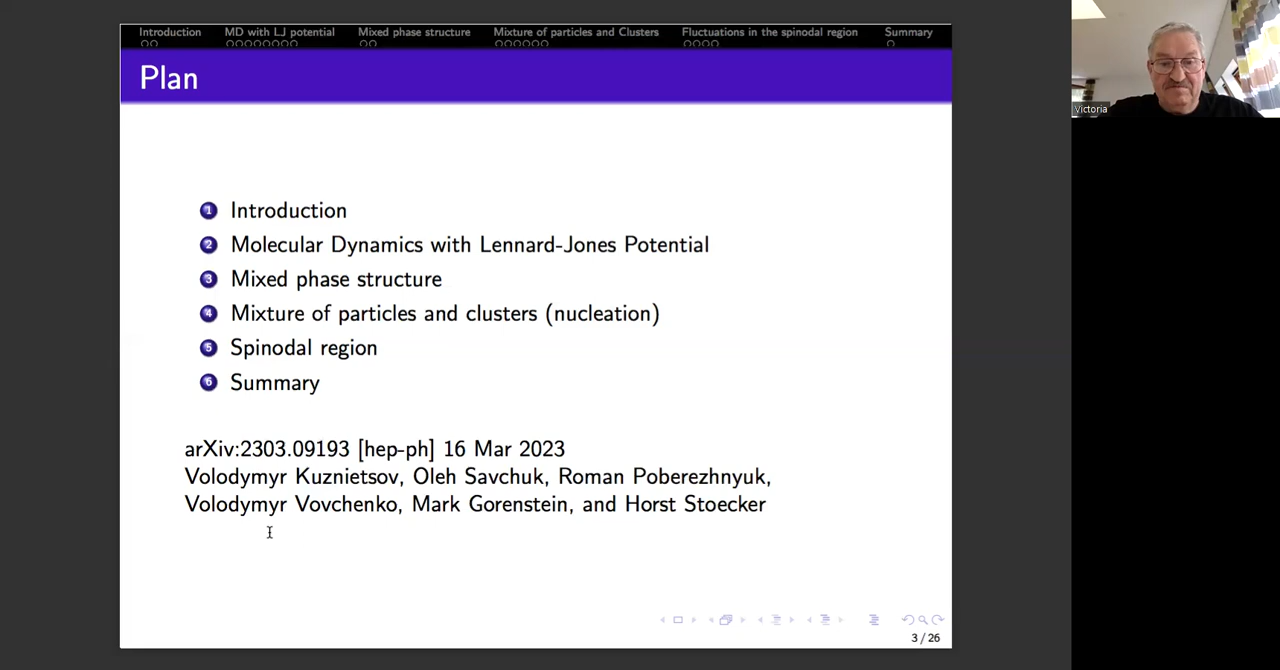 Introduction MD with LJ potential Mixed phase structure Mixture of particles and Clusters Fluctuations in the spinodal region Summary
Plan
1 Introduction
2 Molecular Dynamics with Lennard-Jones Potential
3 Mixed phase structure
4 Mixture of particles and clusters (nucleation)
5 Spinodal region
6 Summary
arXiv:2303.09193 [hep-ph] 16 Mar 2023
Volodymyr Kuznietsov, Oleh Savchuk, Roman Poberezhnyuk,
Volodymyr Vovchenko, Mark Gorenstein, and Horst Stoecker
3 / 26
Victoria